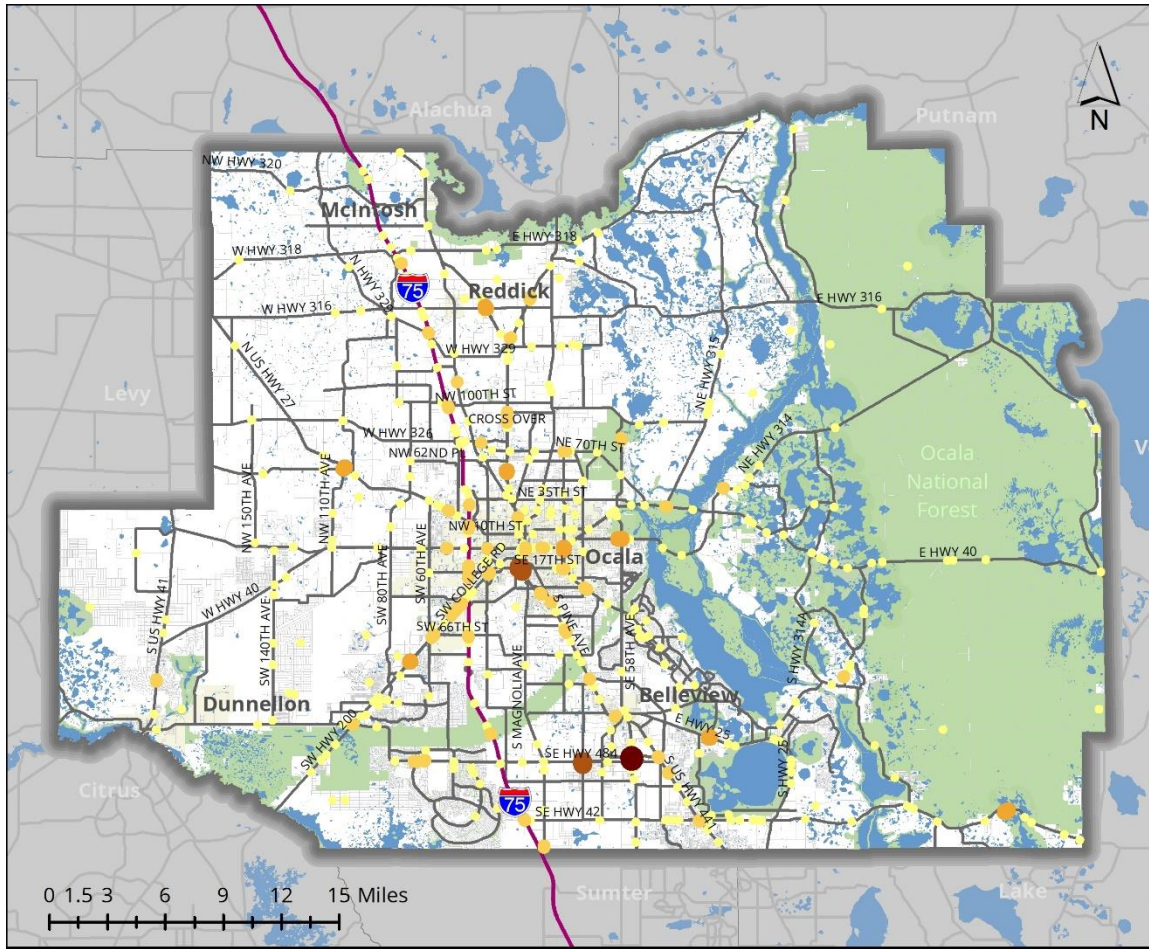 Alachua
Putnam
N
NW HWY 320
McIntosh
E HWY 318
W HWY 318
N HWY 329
75
Reddick
W HWY 316
E HWY 316
W HWY 329
N US HWY 27
NE HWY 315
Levy
NW 100TH ST
CROSS OVER
W HWY 326
NE 70TH ST
NE HWY 314
NW 62ND PL
Ocala
National
Forest
NW 150TH AVE
NW 110TH AVE
NE 35TH ST
NW 10TH ST
SW 80TH AVE
SW 60TH AVE
SE 17TH ST
Ocala
E HWY 40
SW COLLEGE RD
W HWY 40
S US HWY 41
SW 140TH AVE
SW 66TH ST
S PINE AVE
SE 58TH AVE
S HWY 314A
S MAGNOLIA AVE
Dunnellon
Belleview
E HWY 25
SW HWY 200
SE HWY 484
S HWY 25
S US HWY 441
Citrus
75
SE HWY 42
Sumter
Lake
0 1.5 3 6 9 12 15 Miles